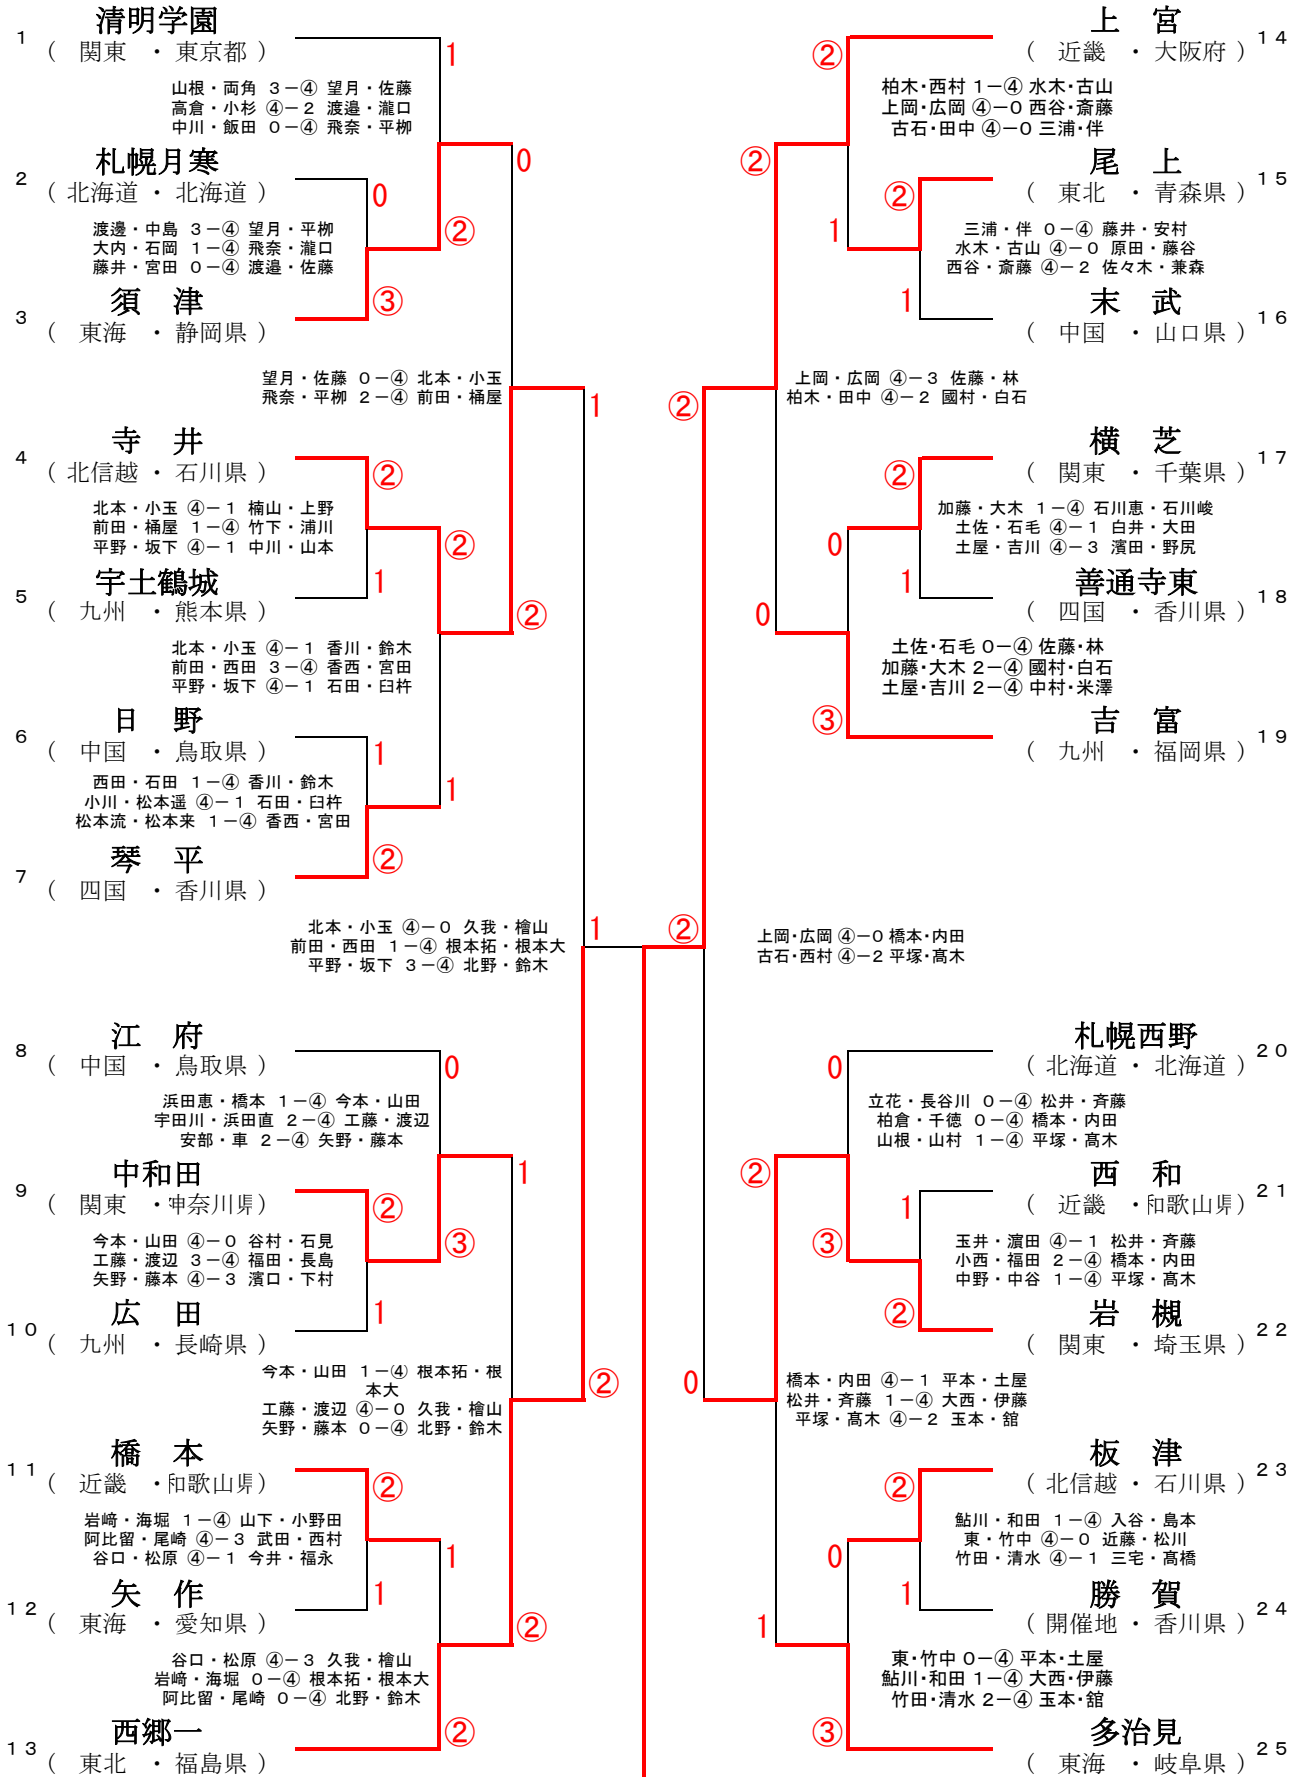 清明学園
1 ( 関東 ・ 東京都 )
1
山根・両角 3－④ 望月・佐藤
高倉・小杉 ④－2 渡邉・瀧口
中川・飯田 0－④ 飛奈・平栁
0
札幌月寒
2 ( 北海道 ・ 北海道 )
0
②
渡邊・中島 3－④ 望月・平栁
大内・石岡 1－④ 飛奈・瀧口
藤井・宮田 0－④ 渡邉・佐藤
須 津
③
3 ( 東海 ・ 静岡県 )
望月・佐藤 0－④ 北本・小玉
飛奈・平栁 2－④ 前田・桶屋
1
寺 井
4 ( 北信越 ・ 石川県 )
②
北本・小玉 ④－1 楠山・上野
前田・桶屋 1－④ 竹下・浦川
平野・坂下 ④－1 中川・山本
②
宇土鶴城
1
5 ( 九州 ・ 熊本県 )
②
北本・小玉 ④－1 香川・鈴木
前田・西田 3－④ 香西・宮田
平野・坂下 ④－1 石田・臼杵
日 野
6 ( 中国 ・ 鳥取県 )
1
西田・石田 1－④ 香川・鈴木
小川・松本遥 ④－1 石田・臼杵
松本流・松本来 1－④ 香西・宮田
1
琴 平
②
7 ( 四国 ・ 香川県 )
北本・小玉 ④－0 久我・檜山
前田・西田 1－④ 根本拓・根本大
平野・坂下 3－④ 北野・鈴木
1
江 府
8 ( 中国 ・ 鳥取県 )
0
浜田恵・橋本 1－④ 今本・山田
宇田川・浜田直 2－④ 工藤・渡辺
安部・車 2－④ 矢野・藤本
1
中和田
9 ( 関東 ・神奈川県)
②
③
今本・山田 ④－0 谷村・石見
工藤・渡辺 3－④ 福田・長島
矢野・藤本 ④－3 濱口・下村
広 田
1
10 ( 九州 ・ 長崎県 )
今本・山田 1－④ 根本拓・根
本大
工藤・渡辺 ④－0 久我・檜山
矢野・藤本 0－④ 北野・鈴木
②
橋 本
11 ( 近畿 ・和歌山県)
②
岩﨑・海堀 1－④ 山下・小野田
阿比留・尾崎 ④－3 武田・西村
谷口・松原 ④－1 今井・福永
1
矢 作
1
12 ( 東海 ・ 愛知県 )
②
谷口・松原 ④－3 久我・檜山
岩﨑・海堀 0－④ 根本拓・根本大
阿比留・尾崎 0－④ 北野・鈴木
西郷一
②
13 ( 東北 ・ 福島県 )
上 宮
( 近畿 ・ 大阪府 ) 14
②
柏木・西村 1－④ 水木・古山
上岡・広岡 ④－0 西谷・斎藤
古石・田中 ④－0 三浦・伴
②
尾 上
( 東北 ・ 青森県 ) 15
②
1
三浦・伴 0－④ 藤井・安村
水木・古山 ④－0 原田・藤谷
西谷・斎藤 ④－2 佐々木・兼森
末 武
1
( 中国 ・ 山口県 ) 16
上岡・広岡 ④－3 佐藤・林
柏木・田中 ④－2 國村・白石
②
横 芝
( 関東 ・ 千葉県 ) 17
②
加藤・大木 1－④ 石川恵・石川峻
土佐・石毛 ④－1 白井・大田
土屋・吉川 ④－3 濱田・野尻
0
善通寺東
1
( 四国 ・ 香川県 ) 18
0
土佐・石毛 0－④ 佐藤・林
加藤・大木 2－④ 國村・白石
土屋・吉川 2－④ 中村・米澤
吉 富
③
( 九州 ・ 福岡県 ) 19
②
上岡・広岡 ④－0 橋本・内田
古石・西村 ④－2 平塚・髙木
札幌西野
( 北海道 ・ 北海道 ) 20
0
立花・長谷川 0－④ 松井・斉藤
柏倉・千徳 0－④ 橋本・内田
山根・山村 1－④ 平塚・髙木
②
西 和
( 近畿 ・和歌山県) 21
1
③
玉井・濵田 ④－1 松井・斉藤
小西・福田 2－④ 橋本・内田
中野・中谷 1－④ 平塚・髙木
岩 槻
②
( 関東 ・ 埼玉県 ) 22
0
橋本・内田 ④－1 平本・土屋
松井・斉藤 1－④ 大西・伊藤
平塚・髙木 ④－2 玉本・舘
板 津
( 北信越 ・ 石川県 ) 23
②
鮎川・和田 1－④ 入谷・島本
東・竹中 ④－0 近藤・松川
竹田・清水 ④－1 三宅・髙橋
0
勝 賀
1
( 開催地 ・ 香川県 ) 24
1
東・竹中 0－④ 平本・土屋
鮎川・和田 1－④ 大西・伊藤
竹田・清水 2－④ 玉本・舘
多治見
③
( 東海 ・ 岐阜県 ) 25